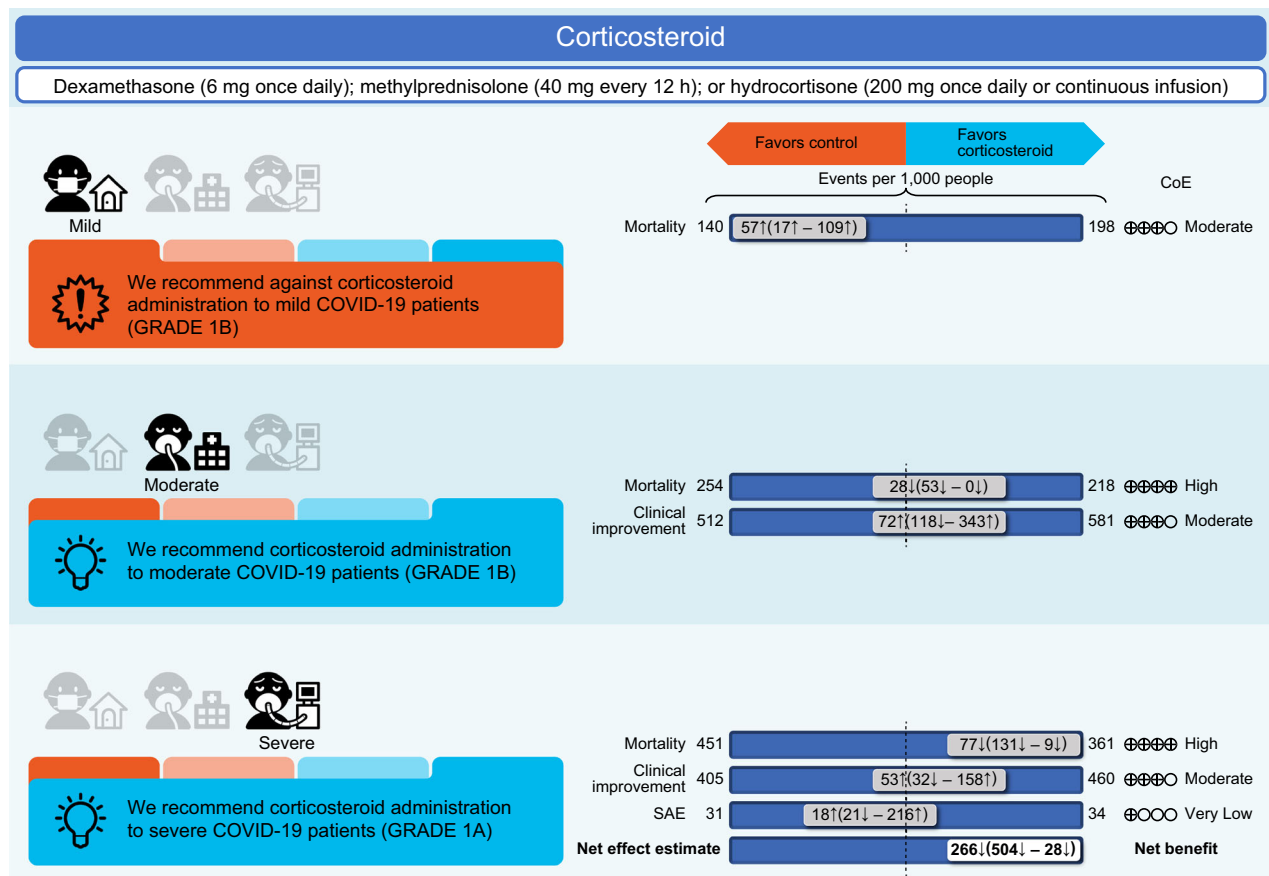 Corticosteroid
Dexamethasone (6 mg once daily); methylprednisolone (40 mg every 12 h); or hydrocortisone (200 mg once daily or continuous infusion)
Mild
We recommend against corticosteroid
administration to mild COVID-19 patients
(GRADE 1B)
Favors control
Favors
corticosteroid
Events per 1,000 people
CoE
Mortality 140 57↑(17↑ – 109↑) 198 ⊕⊕⊕○ Moderate
Moderate
We recommend corticosteroid administration
to moderate COVID-19 patients (GRADE 1B)
Mortality 254 28↓(53↓ – 0↓) 218 ⊕⊕⊕⊕ High
Clinical
improvement 512 72↑(118↓– 343↑) 581 ⊕⊕⊕○ Moderate
Severe
We recommend corticosteroid administration
to severe COVID-19 patients (GRADE 1A)
Mortality 451 77↓(131↓ – 9↓) 361 ⊕⊕⊕⊕ High
Clinical
improvement 405 53↑(32↓ – 158↑) 460 ⊕⊕⊕○ Moderate
SAE 31 18↑(21↓ – 216↑) 34 ⊕○○○ Very Low
Net effect estimate 266↓(504↓ – 28↓) Net benefit